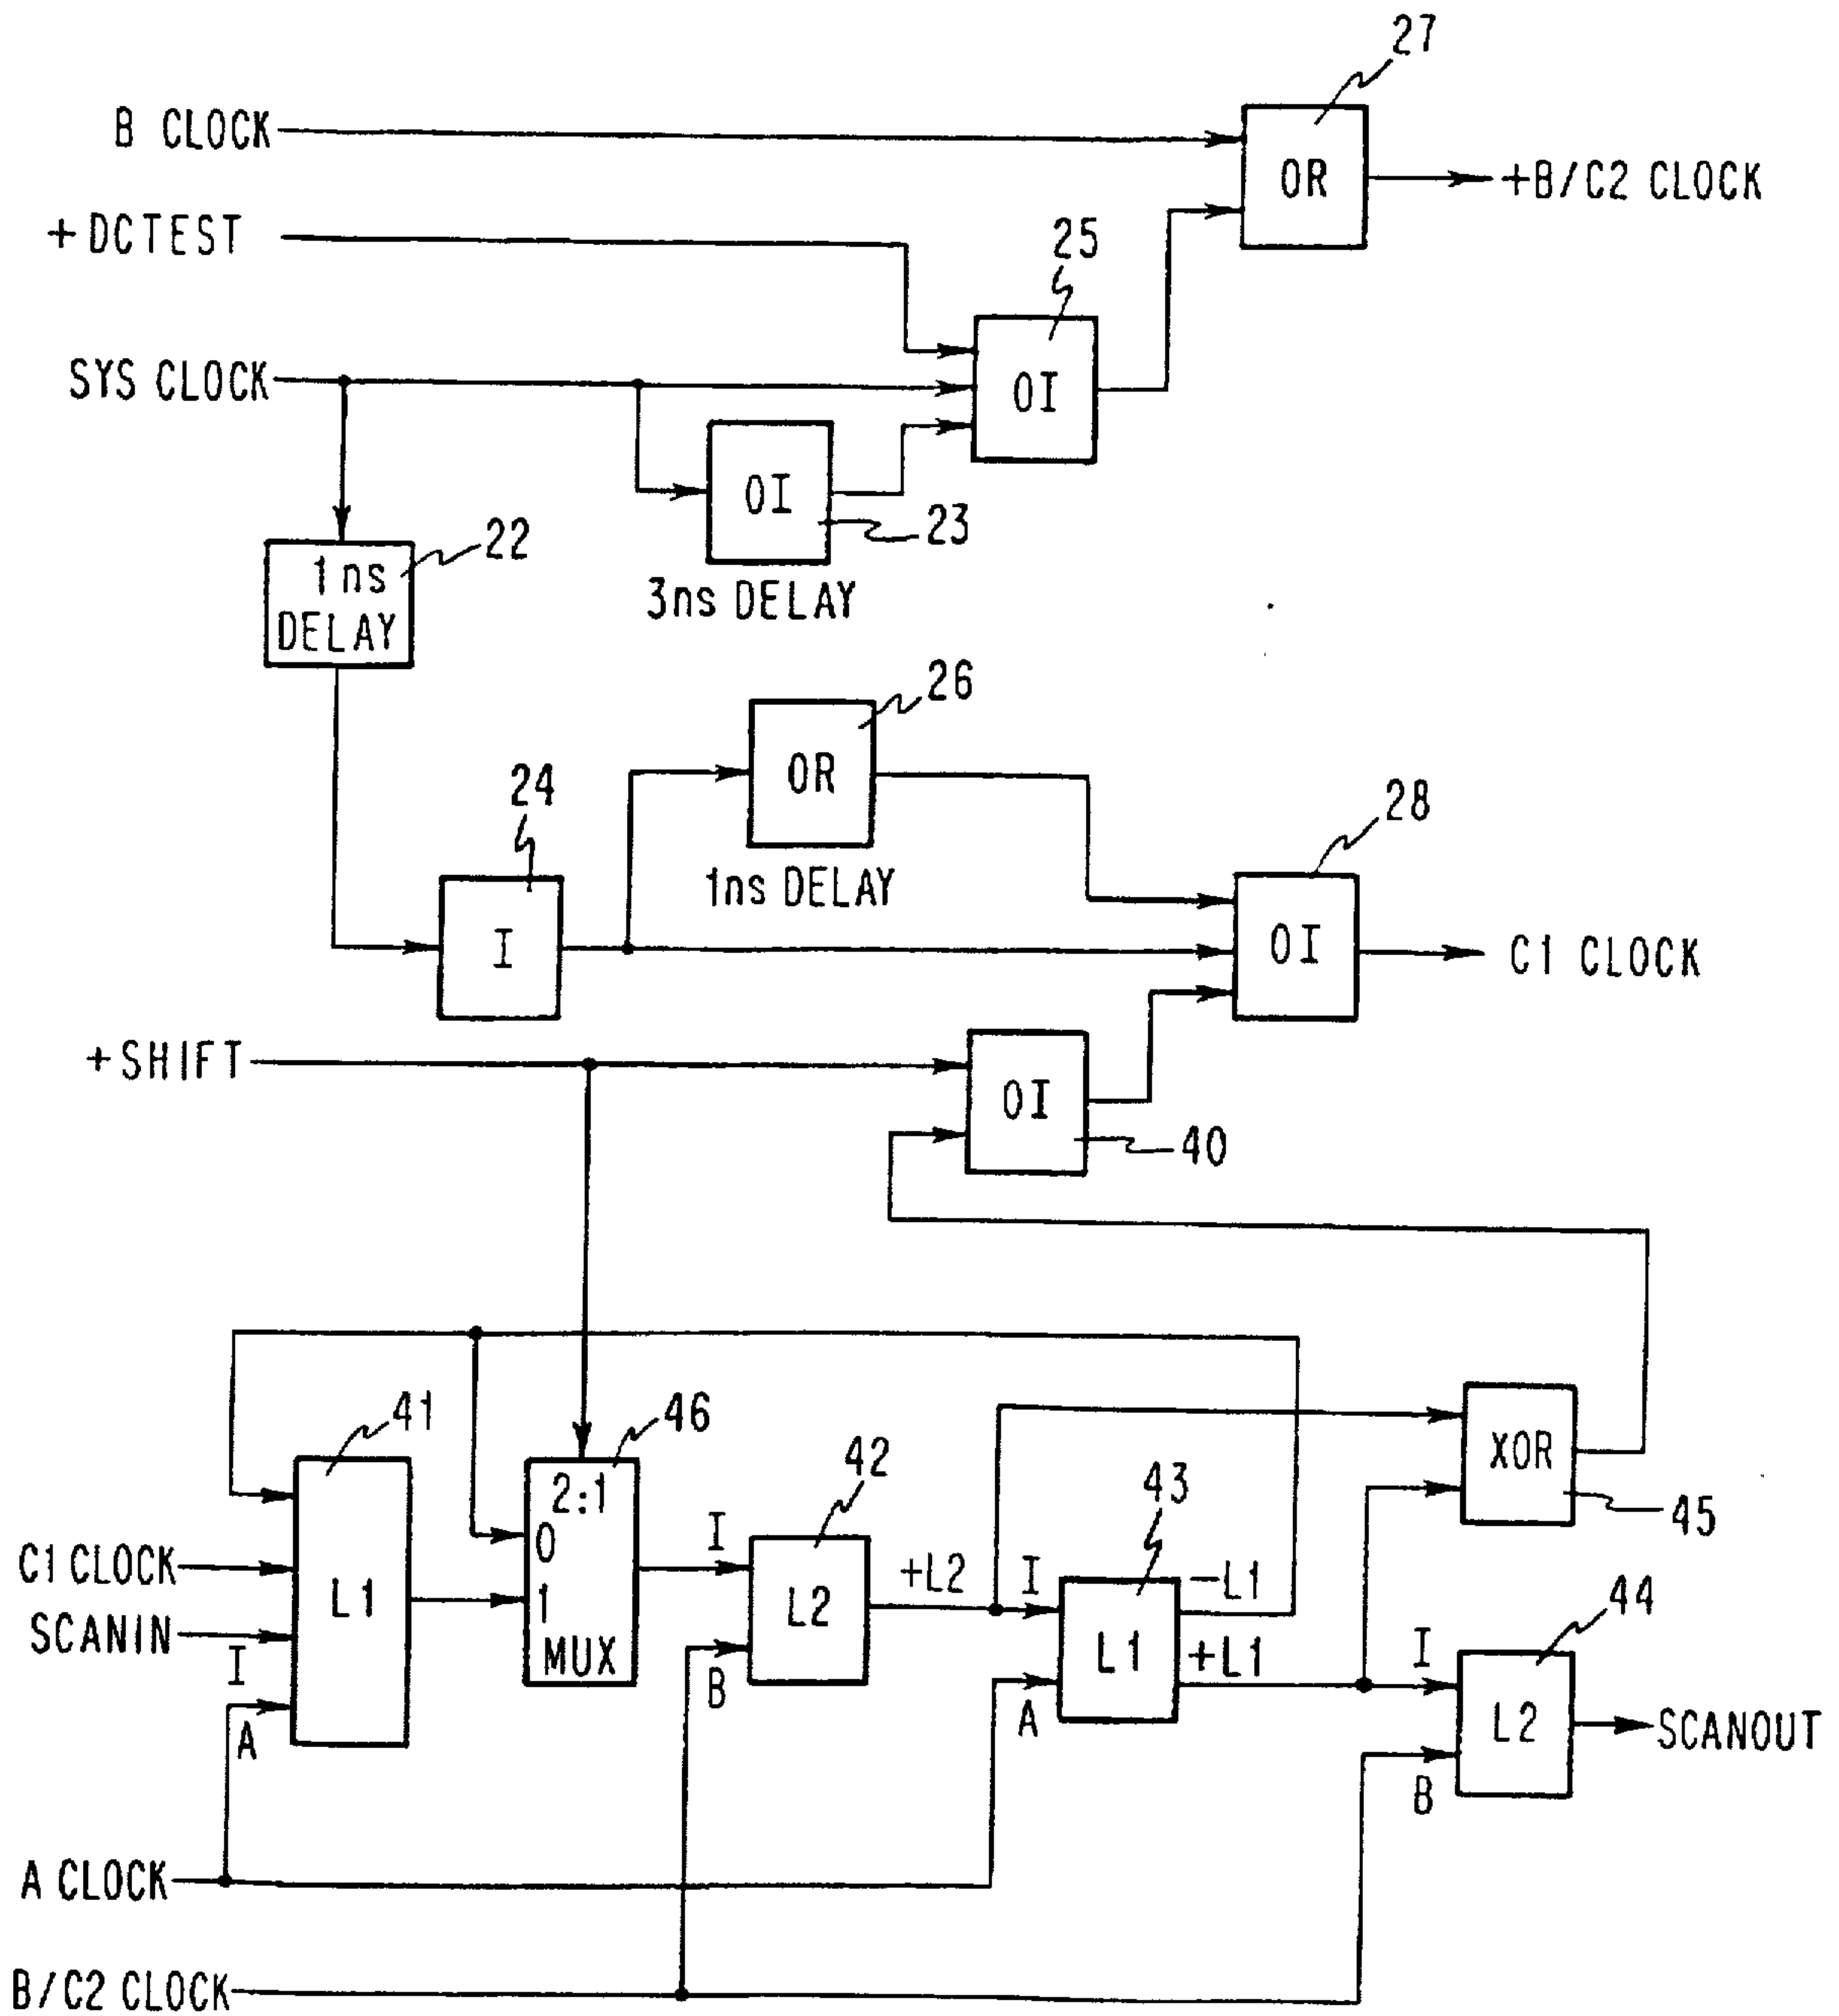 27
B CLOCK
OR
+B/C2 CLOCK
+DCTEST
25
SYS CLOCK
OI
OI
23
22
1ns
DELAY
3ns DELAY
26
OR
24
28
1ns DELAY
I
OI
C1 CLOCK
+SHIFT
OI
40
41
46
42
XOR
43
45
2:1
0
I
C1 CLOCK
+L2
I
-L1
44
1
L1
L2
SCANIN
I
MUX
B
L1
+L1
I
A
A
L2
SCANOUT
B
A CLOCK
B/C2 CLOCK